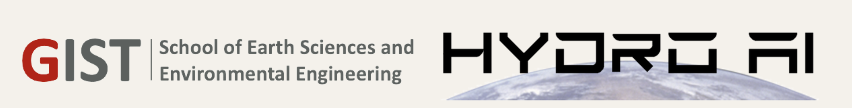 GIST
School of Earth Sciences and
Environmental Engineering
HYDRO AI